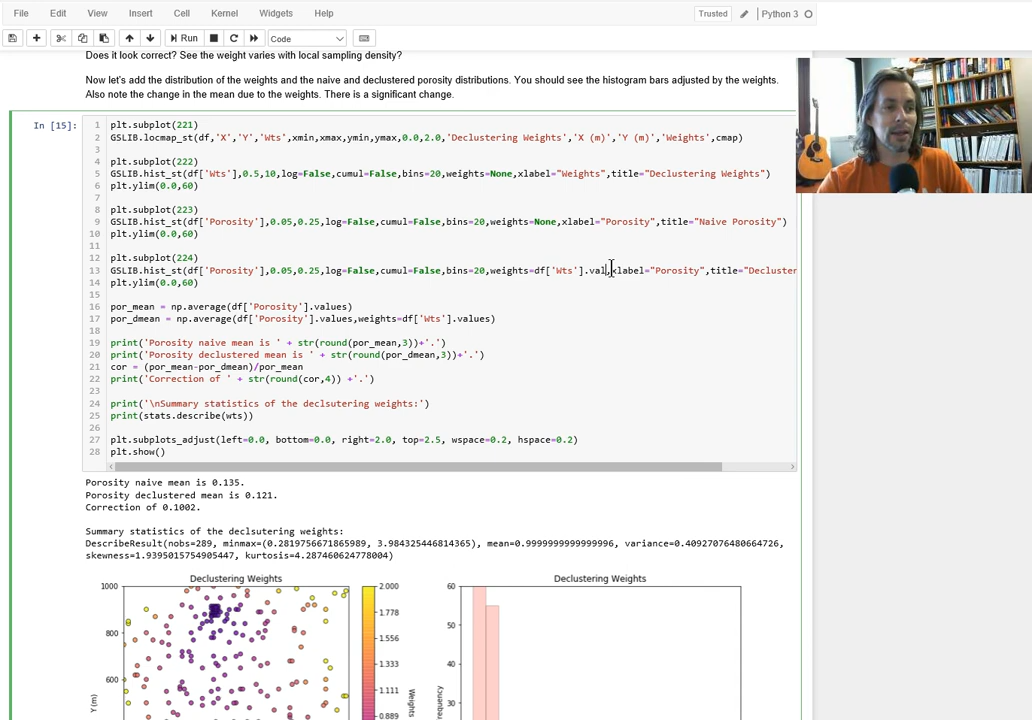 File Edit View Insert Cell Kernel Widgets Help Trusted Python 3
Run Code
Does it look correct? See the weight varies with local sampling density?
Now let's add the distribution of the weights and the naive and declustered porosity distributions. You should see the histogram bars adjusted by the weights.
Also note the change in the mean due to the weights. There is a significant change.
In [15]:
1 plt.subplot(221)
2 GSLIB.locmap_st(df,'X','Y','Wts',xmin,xmax,ymin,ymax,0.0,2.0,'Declustering Weights','X (m)','Y (m)','Weights',cmap)
3
4 plt.subplot(222)
5 GSLIB.hist_st(df['Wts'],0.5,10,log=False,cumul=False,bins=20,weights=None,xlabel="Weights",title="Declustering Weights")
6 plt.ylim(0.0,60)
7
8 plt.subplot(223)
9 GSLIB.hist_st(df['Porosity'],0.05,0.25,log=False,cumul=False,bins=20,weights=None,xlabel="Porosity",title="Naive Porosity")
10 plt.ylim(0.0,60)
11
12 plt.subplot(224)
13 GSLIB.hist_st(df['Porosity'],0.05,0.25,log=False,cumul=False,bins=20,weights=df['Wts'].val,xlabel="Porosity",title="Decluster
14 plt.ylim(0.0,60)
15
16 por_mean = np.average(df['Porosity'].values)
17 por_dmean = np.average(df['Porosity'].values,weights=df['Wts'].values)
18
19 print('Porosity naive mean is ' + str(round(por_mean,3))+'.')
20 print('Porosity declustered mean is ' + str(round(por_dmean,3))+'.')
21 cor = (por_mean-por_dmean)/por_mean
22 print('Correction of ' + str(round(cor,4)) +'.')
23
24 print('\nSummary statistics of the declsutering weights:')
25 print(stats.describe(wts))
26
27 plt.subplots_adjust(left=0.0, bottom=0.0, right=2.0, top=2.5, wspace=0.2, hspace=0.2)
28 plt.show()
Porosity naive mean is 0.135.
Porosity declustered mean is 0.121.
Correction of 0.1002.
Summary statistics of the declsutering weights:
DescribeResult(nobs=289, minmax=(0.2819756671865989, 3.984325446814365), mean=0.9999999999999996, variance=0.40927076480664726,
skewness=1.9395015754905447, kurtosis=4.287460624778004)
Declustering Weights
1000
800
600
Y (m)
2.000
1.778
1.556
1.333
1.111
0.889
Weights
Declustering Weights
60
50
40
30
requency